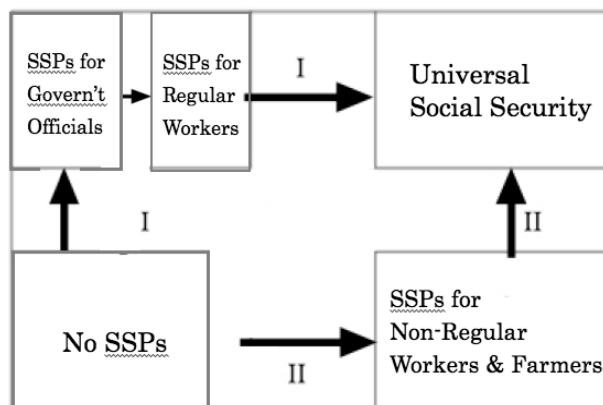 SSPs for
Govern't
Officials
SSPs for
Regular
Workers
I
Universal
Social Security
I
II
No SSPs
II
SSPs for
Non-Regular
Workers & Farmers